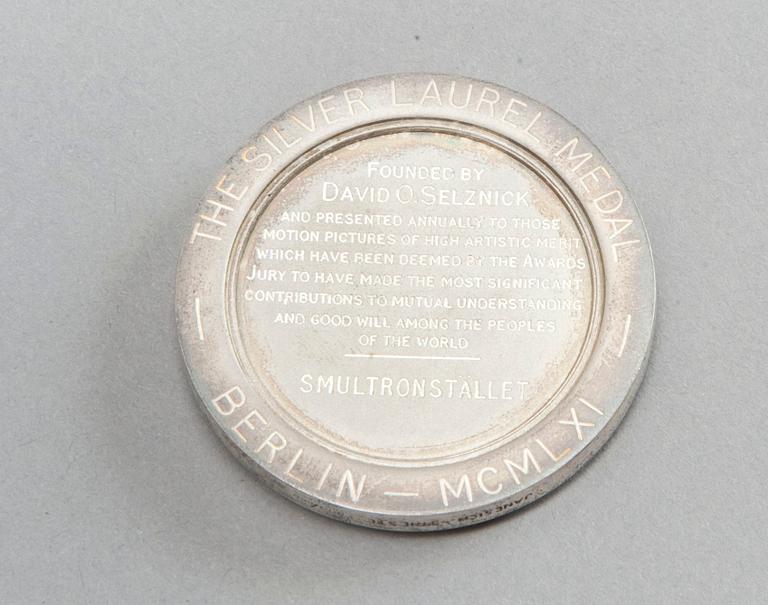 THE SILVER LAUREL MEDAL
FOUNDED BY
DAVID O. SELZNICK
AND PRESENTED ANNUALLY TO THOSE
MOTION PICTURES OF HIGH ARTISTIC MERIT
WHICH HAVE BEEN DEEMED BY THE AWARDS
JURY TO HAVE MADE THE MOST SIGNIFICANT
CONTRIBUTIONS TO MUTUAL UNDERSTANDING
AND GOOD WILL AMONG THE PEOPLES
OF THE WORLD
SMULTRONSTÄLLET
— BERLIN — MCMLXI —